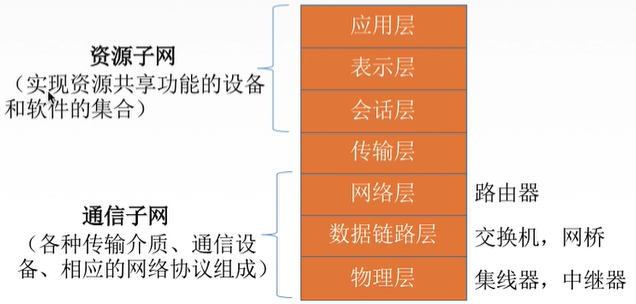 资源子网
（实现资源共享功能的设备
和软件的集合）
通信子网
（各种传输介质、通信设
备、相应的网络协议组成）
应用层
表示层
会话层
传输层
网络层
数据链路层
物理层
路由器
交换机，网桥
集线器，中继器